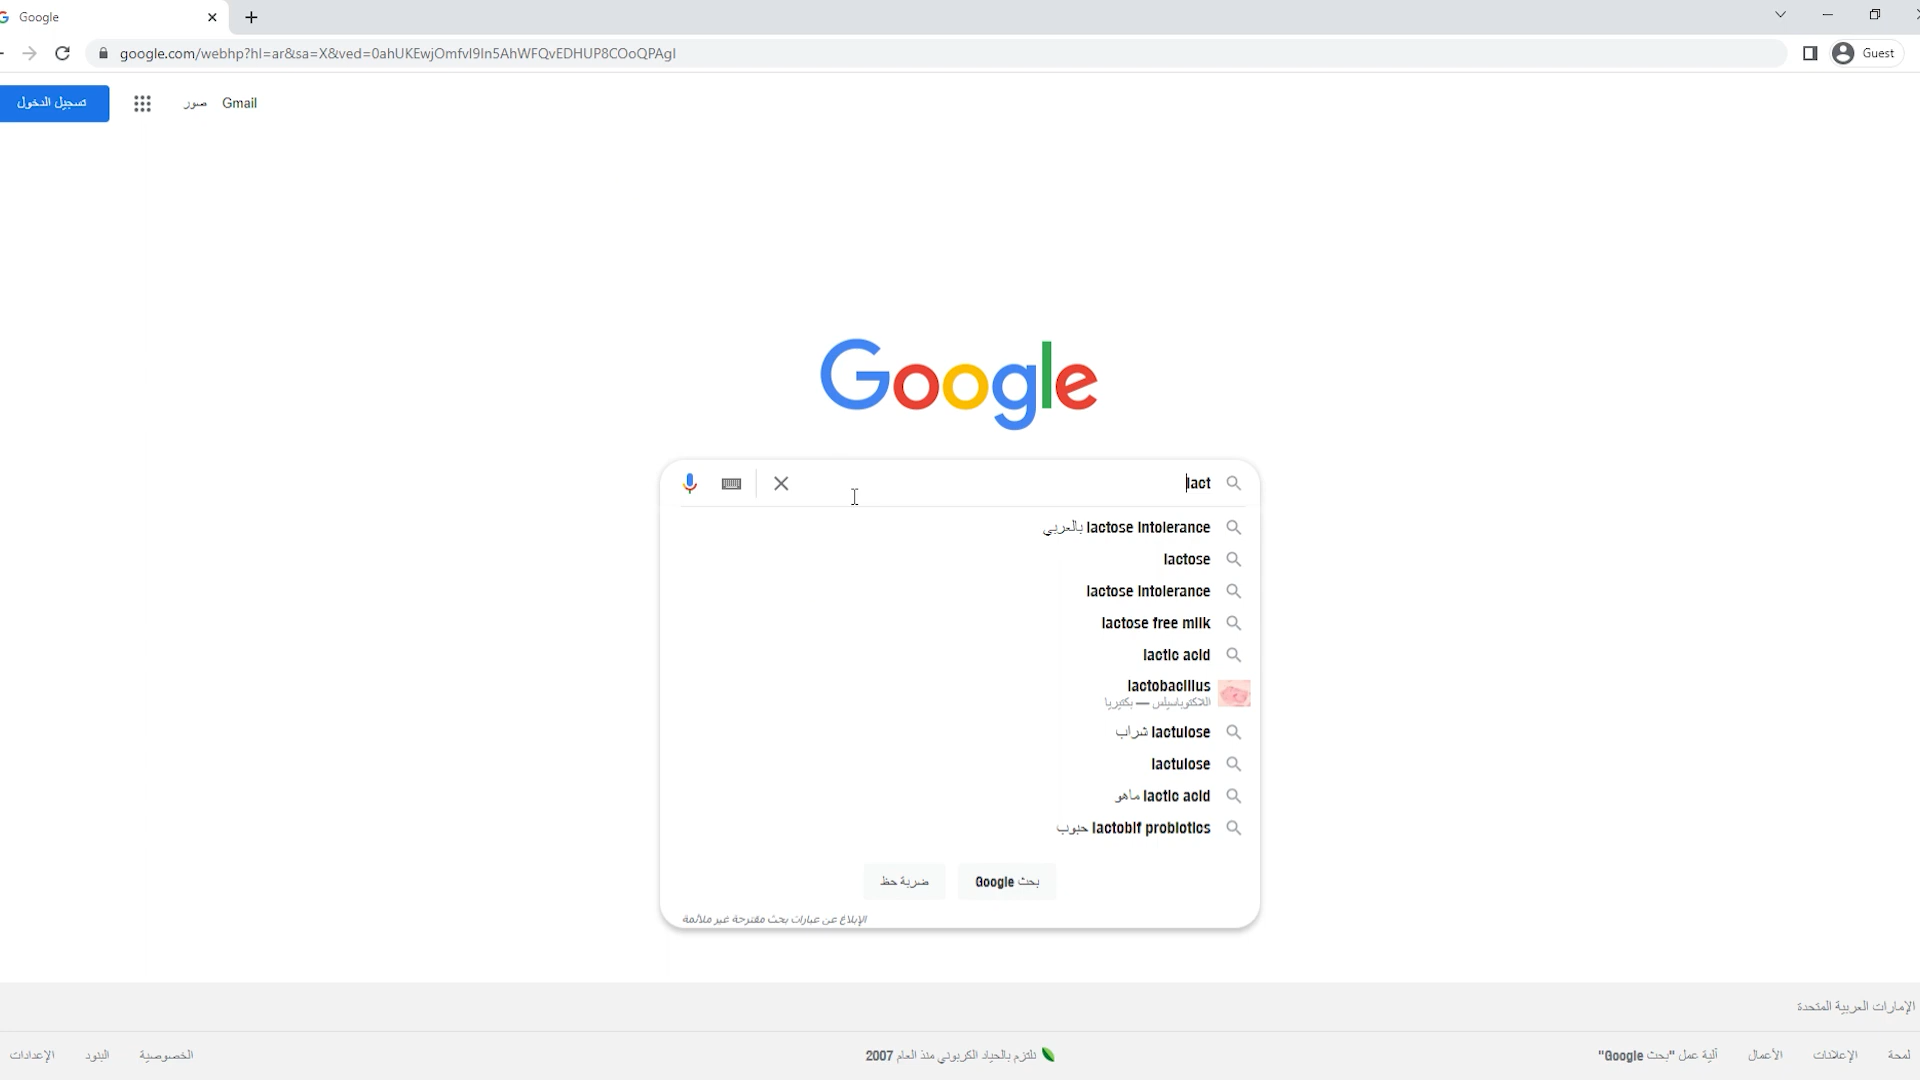 Google
google.com/webhp?hl=ar&sa=X&ved=0ahUKEwjOmfvl9In5AhWFQvEDHUP8COoQPAgI
Guest
Gmail
صور
تسجيل الدخول
Google
lact
lactose intolerance بالعربي
lactose
lactose intolerance
lactose free milk
lactic acid
lactobacillus
اللاكتوباسيلس — بكتيريا
lactulose شراب
lactulose
lactic acid ماهو
lactobif probiotics حبوب
بحث Google
ضربة حظ
الإبلاغ عن عبارات بحث مقترحة غير ملائمة
الإمارات العربية المتحدة
لمحة
الإعلانات
الأعمال
آلية عمل "بحث Google"
نلتزم بالحياد الكربوني منذ العام 2007
الخصوصية
البنود
الإعدادات